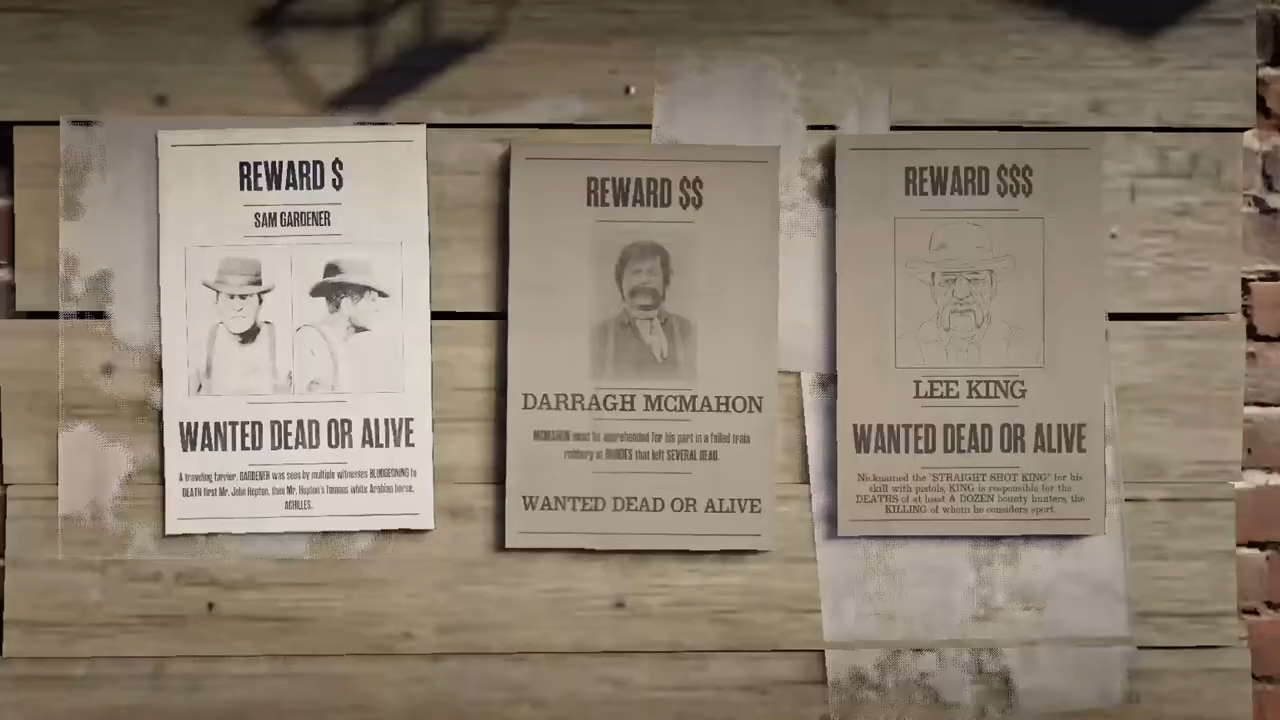 REWARD $
SAM GARDENER
WANTED DEAD OR ALIVE
A traveling farrier, GARDENER was seen by multiple witnesses BLUDGEONING to
DEATH first Mr. John Hopton, then Mr. Hopton's famous white Arabian horse,
ACHILLES.
REWARD $$
DARRAGH MCMAHON
MCMAHON must be apprehended for his part in a failed train
robbery at RHODES that left SEVERAL DEAD.
WANTED DEAD OR ALIVE
REWARD $$$
LEE KING
WANTED DEAD OR ALIVE
Nicknamed the "STRAIGHT SHOT KING" for his
skill with pistols, KING is responsible for the
DEATHS of at least A DOZEN bounty hunters, the
KILLING of whom he considers sport.